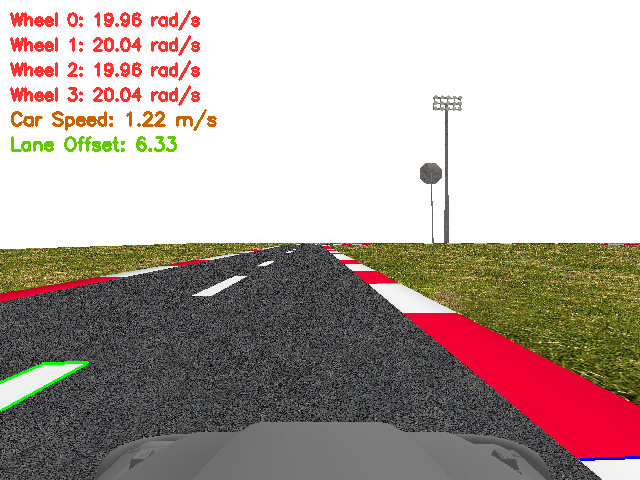 Wheel 0: 19.96 rad/s
Wheel 1: 20.04 rad/s
Wheel 2: 19.96 rad/s
Wheel 3: 20.04 rad/s
Car Speed: 1.22 m/s
Lane Offset: 6.33